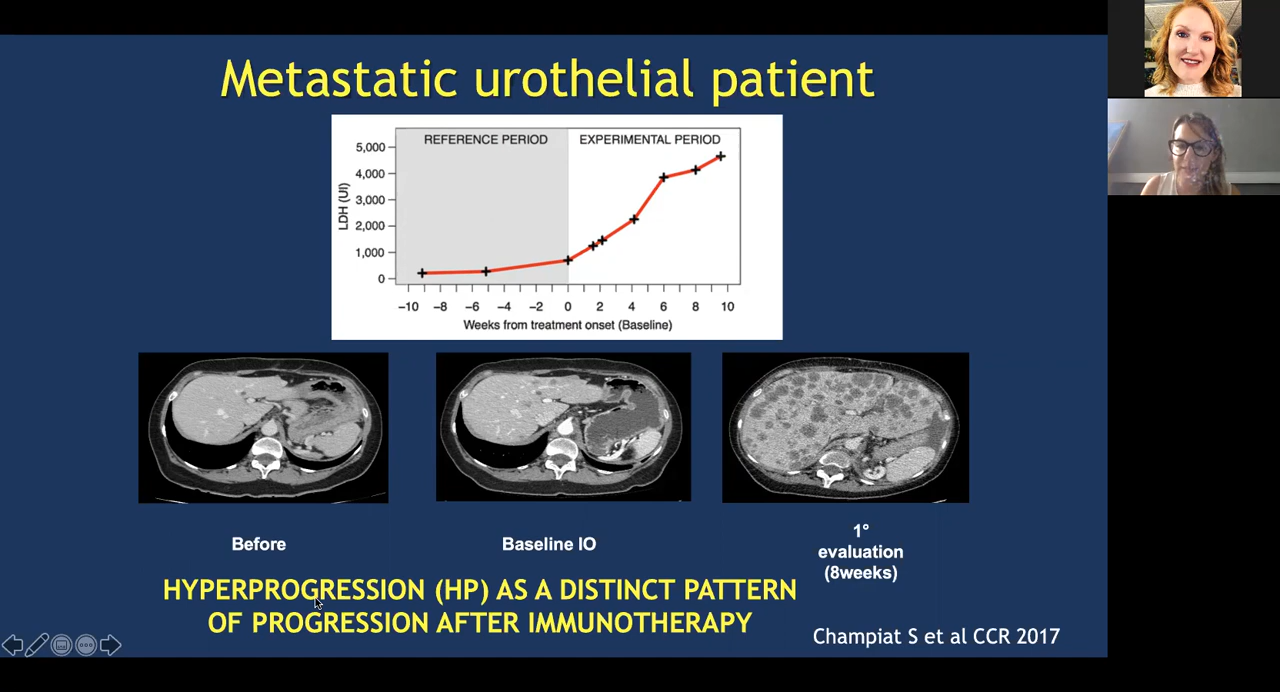 Metastatic urothelial patient
REFERENCE PERIOD
EXPERIMENTAL PERIOD
5,000
4,000
3,000
2,000
1,000
0
LDH (UI)
−10 −8 −6 −4 −2 0 2 4 6 8 10
Weeks from treatment onset (Baseline)
Before
Baseline IO
1°
evaluation
(8weeks)
HYPERPROGRESSION (HP) AS A DISTINCT PATTERN
OF PROGRESSION AFTER IMMUNOTHERAPY
Champiat S et al CCR 2017